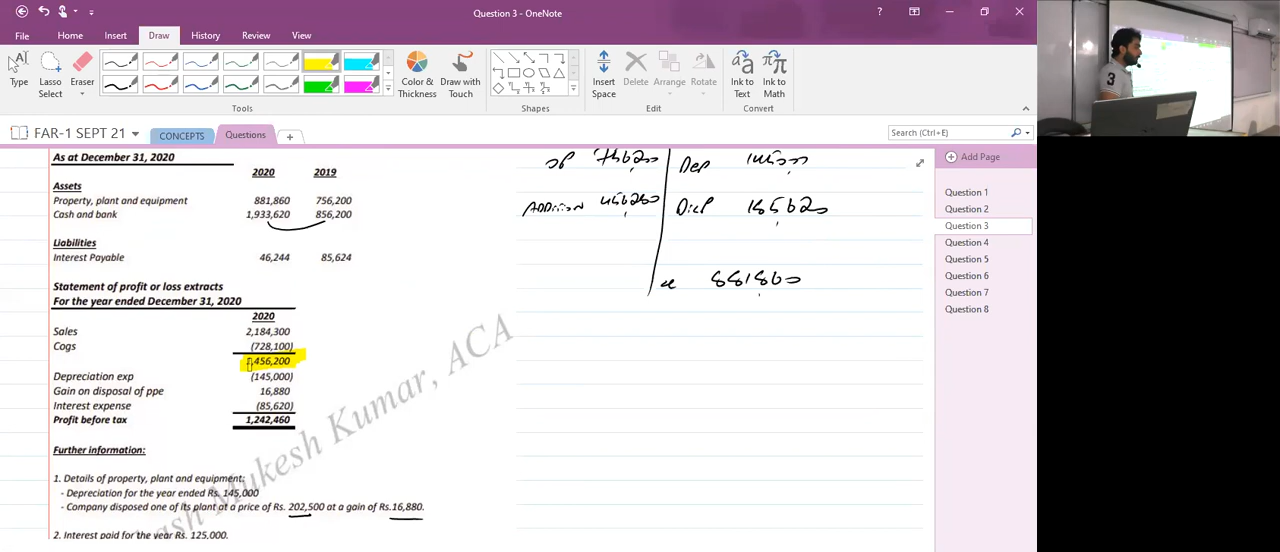 Question 3 - OneNote
?
File Home Insert Draw History Review View
Type
Lasso Select
Eraser
Color & Thickness
Draw with Touch
Insert Space
Delete
Arrange
Rotate
Ink to Text
Ink to Math
Tools Shapes Edit Convert
FAR-1 SEPT 21 CONCEPTS Questions +
Search (Ctrl+E)
Add Page
Question 1
Question 2
Question 3
Question 4
Question 5
Question 6
Question 7
Question 8
As at December 31, 2020
2020 2019
Assets
Property, plant and equipment 881,860 756,200
Cash and bank 1,933,620 856,200
Liabilities
Interest Payable 46,244 85,624
Statement of profit or loss extracts
For the year ended December 31, 2020
2020
Sales 2,184,300
Cogs (728,100)
1,456,200
Depreciation exp (145,000)
Gain on disposal of ppe 16,880
Interest expense (85,620)
Profit before tax 1,242,460
Further information:
1. Details of property, plant and equipment:
- Depreciation for the year ended Rs. 145,000
- Company disposed one of its plant at a price of Rs. 202,500 at a gain of Rs.16,880.
2. Interest paid for the year Rs. 125,000.
Mukesh Kumar, ACA
756200 Dep
Addition 456280 Disp 185620
881860
3